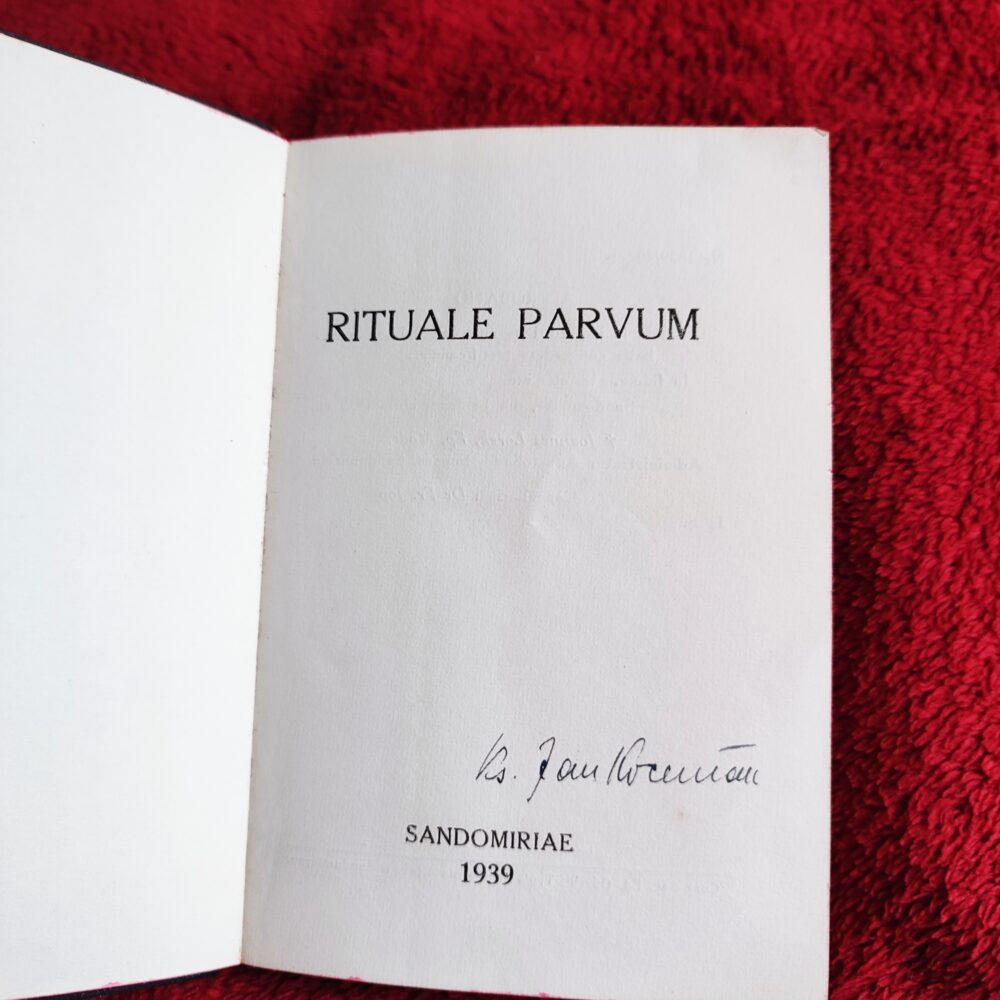 RITUALE PARVUM
Ks. Jan
SANDOMIRIAE
1939